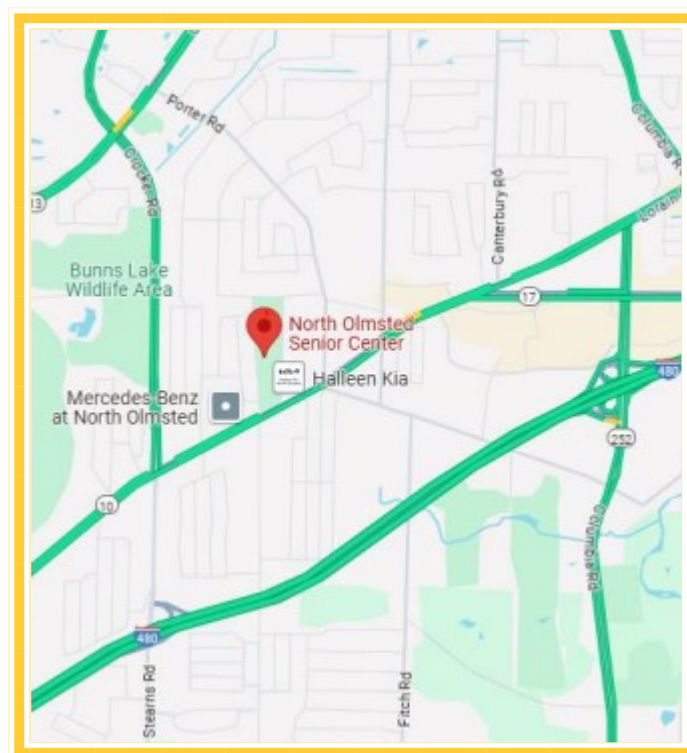 Porter Rd
Columbia Rd
Crocker Rd
Lorain
Canterbury Rd
13
Bunns Lake
Wildlife Area
17
North Olmsted
Senior Center
Halleen Kia
480
Mercedes Benz
at North Olmsted
252
10
Columbia Rd
480
Stearns Rd
Fitch Rd